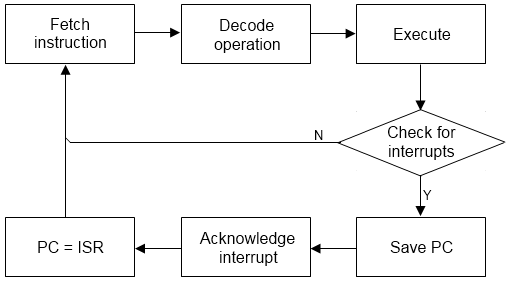 Fetch
instruction
Decode
operation
Execute
Check for
interrupts
N
Y
PC = ISR
Acknowledge
interrupt
Save PC